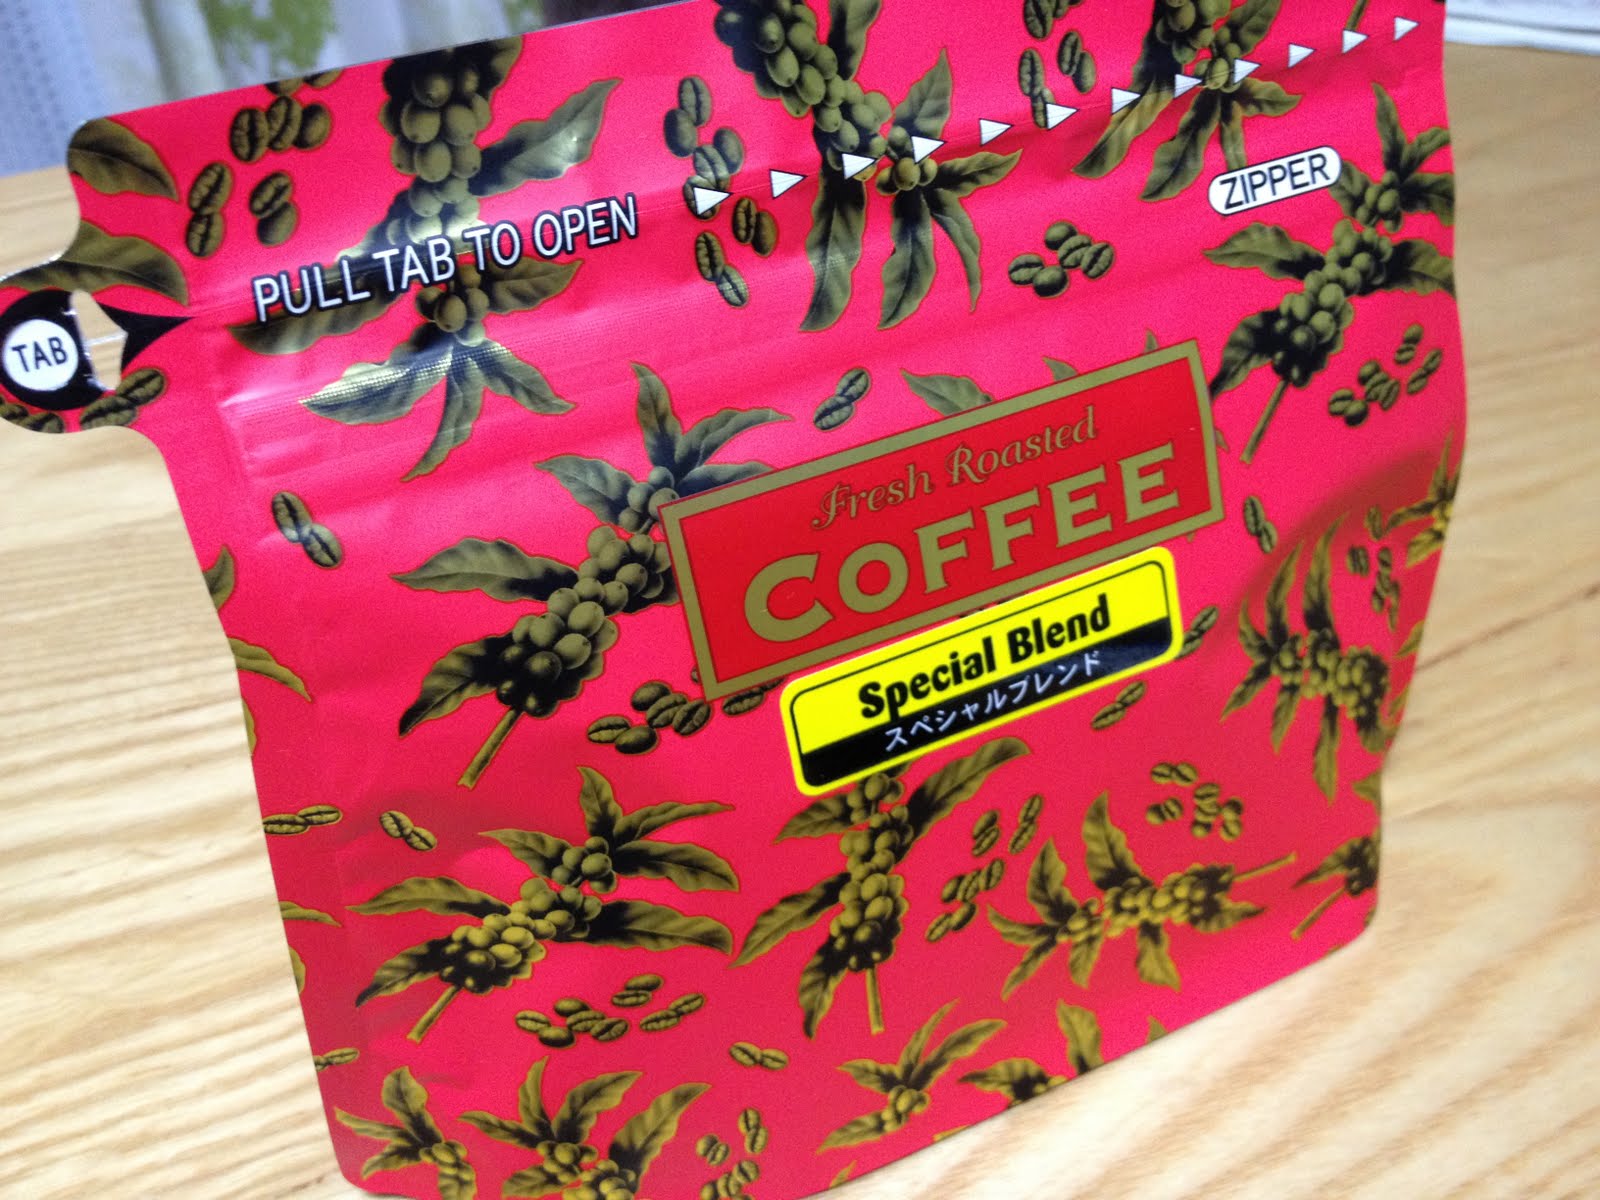 PULL TAB TO OPEN
ZIPPER
TAB
Fresh Roasted
COFFEE
Special Blend
スペシャルブレンド